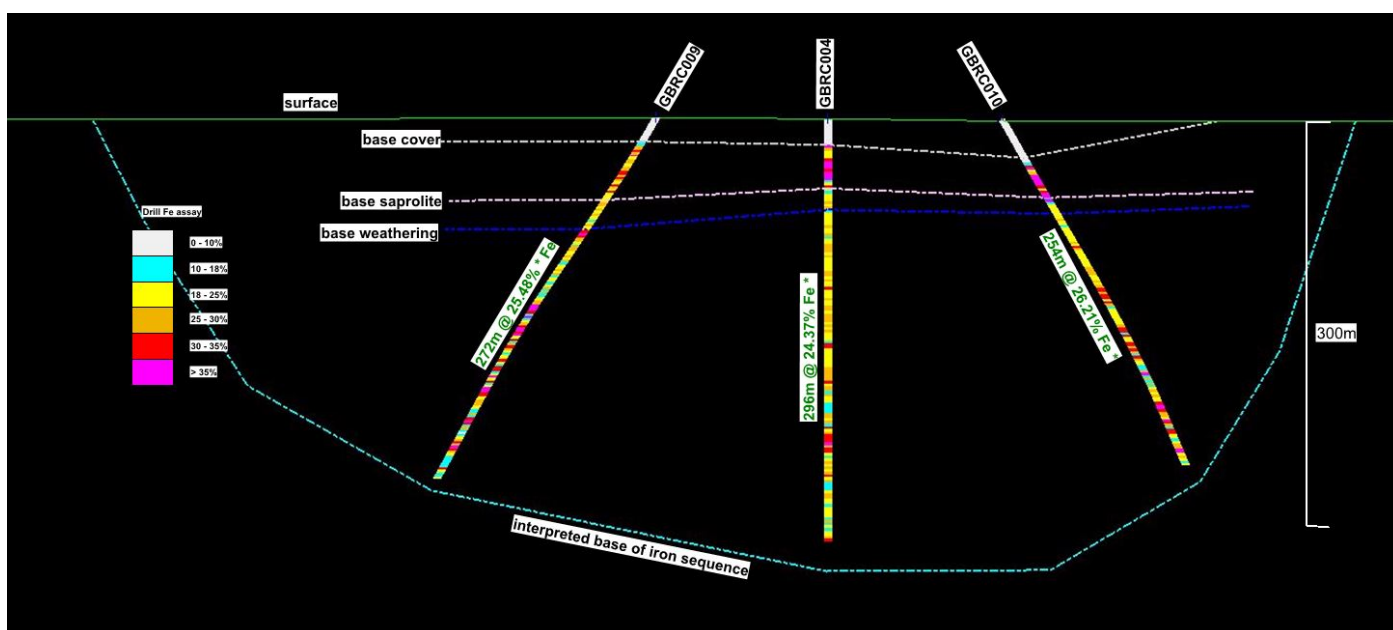 GBRC009
GBRC004
GBRC010
surface
base cover
base saprolite
base weathering
Drill Fe assay
0 - 10%
10 - 18%
18 - 25%
25 - 30%
30 - 35%
> 35%
272m @ 25.48% * Fe
296m @ 24.37% Fe *
254m @ 26.21% Fe *
300m
interpreted base of iron sequence